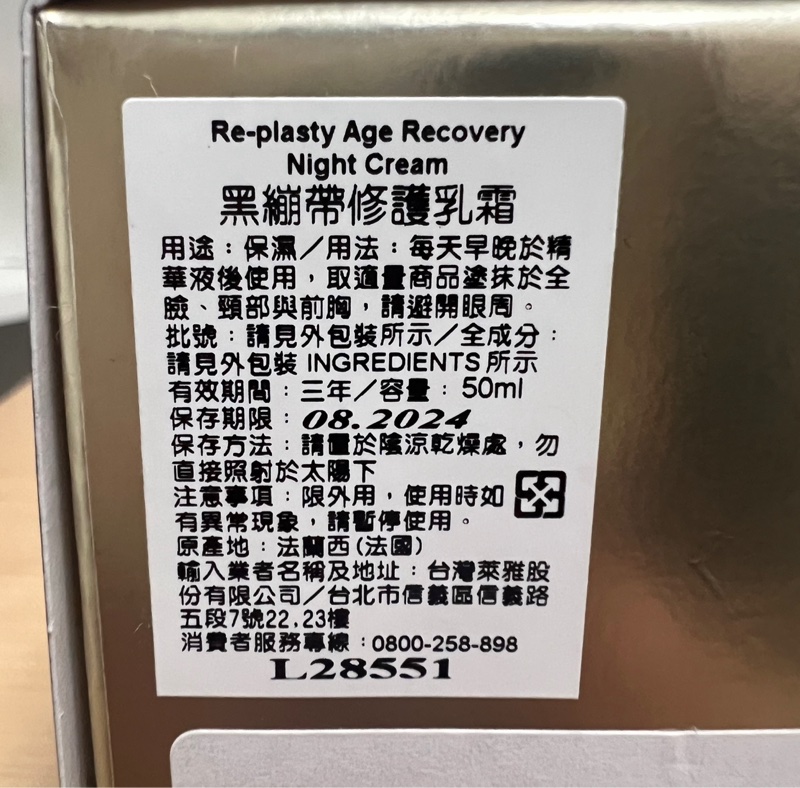 Re-plasty Age Recovery
Night Cream
黑繃帶修護乳霜
用途：保濕／用法：每天早晚於精
華液後使用，取適量商品塗抹於全
臉、頸部與前胸，請避開眼周。
批號：請見外包裝所示／全成分：
請見外包裝 INGREDIENTS 所示
有效期間：三年／容量：50ml
保存期限：08.2024
保存方法：請置於陰涼乾燥處，勿
直接照射於太陽下
注意事項：限外用，使用時如
有異常現象，請暫停使用。
原產地：法蘭西(法國)
輸入業者名稱及地址：台灣萊雅股
份有限公司／台北市信義區信義路
五段7號22,23樓
消費者服務專線：0800-258-898
L28551